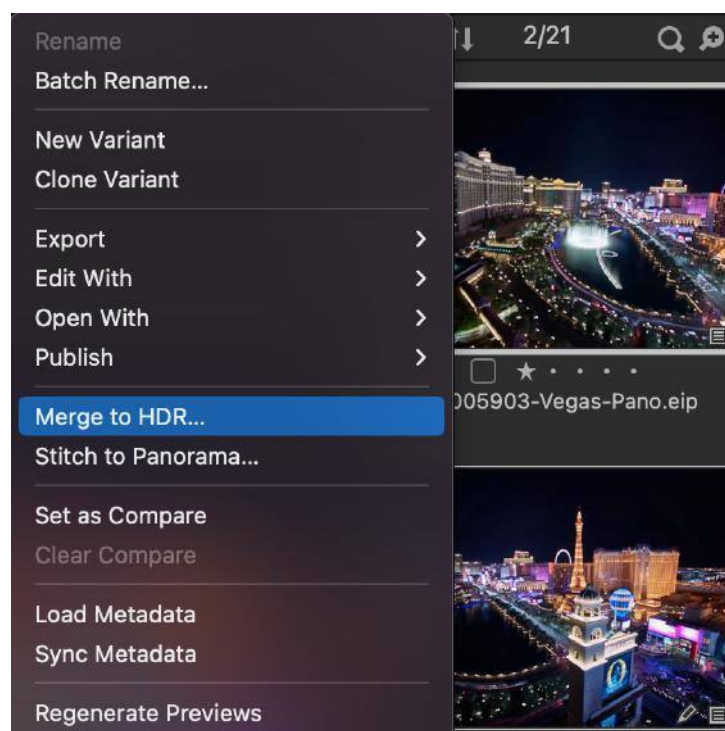 Rename
Batch Rename...
New Variant
Clone Variant
Export
Edit With
Open With
Publish
Merge to HDR...
Stitch to Panorama...
Set as Compare
Clear Compare
Load Metadata
Sync Metadata
Regenerate Previews
2/21
005903-Vegas-Pano.eip